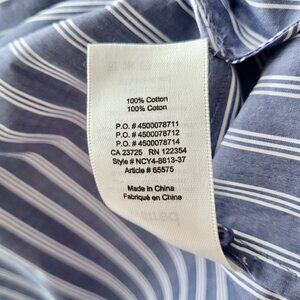 100% Cotton
100% Coton
P.O. # 4500078711
P.O. # 4500078712
P.O. # 4500078714
CA 23725 RN 122354
Style # NCY4-8813-37
Article # 65575
Made in China
Fabriqué en Chine